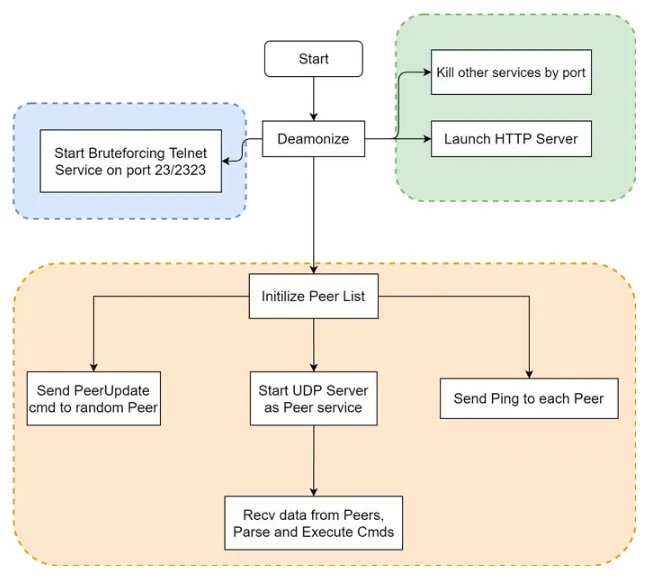 Start
Kill other services by port
Deamonize
Launch HTTP Server
Start Bruteforcing Telnet
Service on port 23/2323
Initilize Peer List
Send PeerUpdate
cmd to random Peer
Start UDP Server
as Peer service
Send Ping to each Peer
Recv data from Peers,
Parse and Execute Cmds